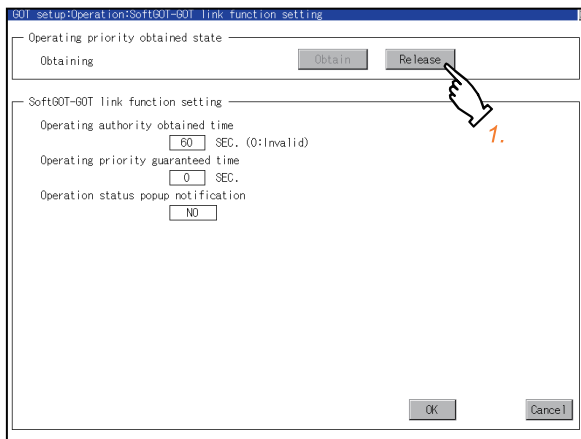 GOT setup:Operation:SoftGOT-GOT link function setting
Operating priority obtained state
Obtaining Obtain Release
1.
SoftGOT-GOT link function setting
Operating authority obtained time
60 SEC. (0:Invalid)
Operating priority guaranteed time
0 SEC.
Operation status popup notification
NO
OK Cancel